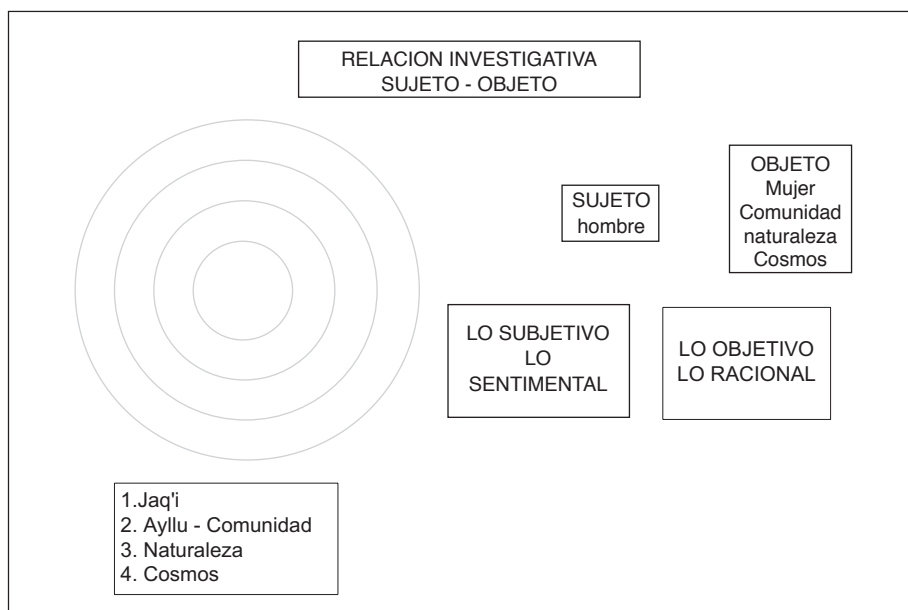 RELACION INVESTIGATIVA
SUJETO - OBJETO
SUJETO
hombre
OBJETO
Mujer
Comunidad
naturaleza
Cosmos
LO SUBJETIVO
LO
SENTIMENTAL
LO OBJETIVO
LO RACIONAL
1.Jaq'i
2. Ayllu - Comunidad
3. Naturaleza
4. Cosmos